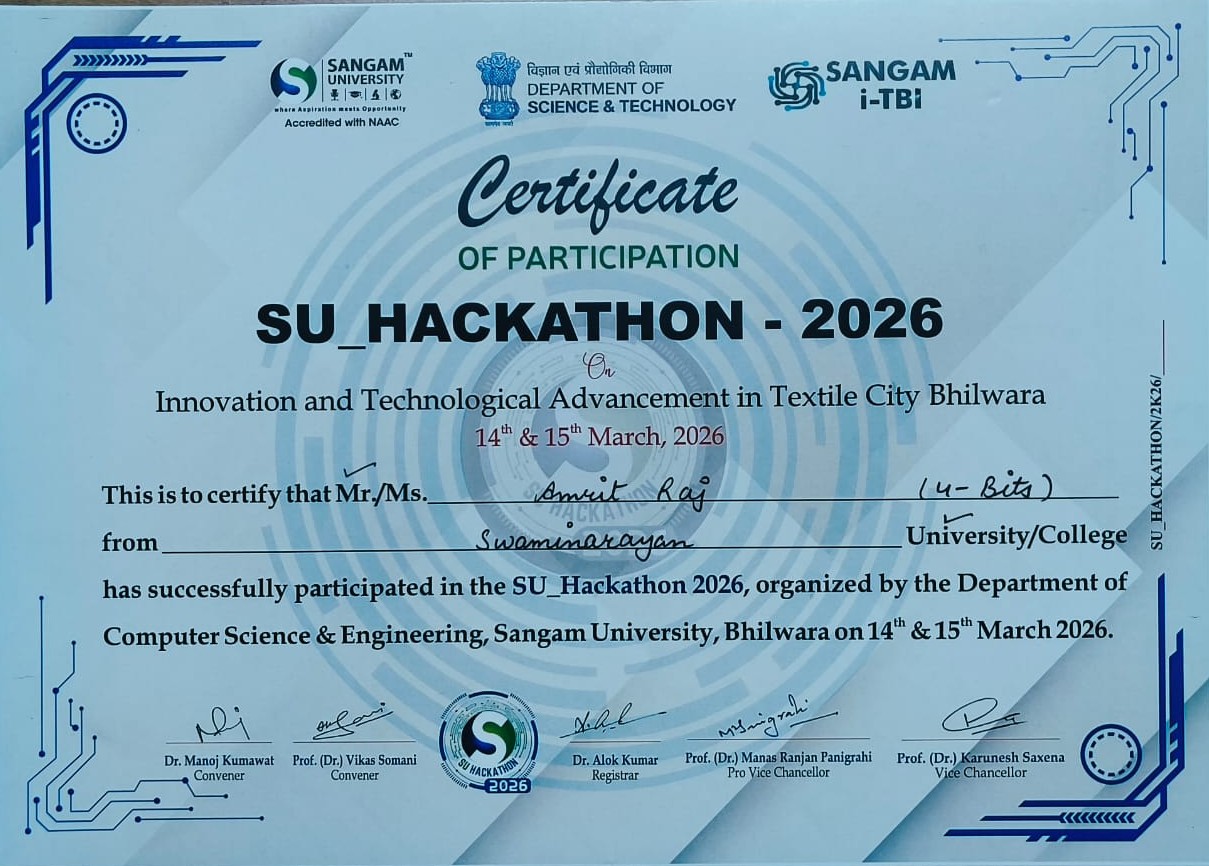 SANGAM™
UNIVERSITY
where Aspiration meets Opportunity
Accredited with NAAC
विज्ञान एवं प्रौद्योगिकी विभाग
DEPARTMENT OF
SCIENCE & TECHNOLOGY
SANGAM
i-TBI
Certificate
OF PARTICIPATION
SU_HACKATHON - 2026
On
Innovation and Technological Advancement in Textile City Bhilwara
14th & 15th March, 2026
This is to certify that Mr./Ms. Amrit Raj (4-Bits)
from Swaminarayan University/College
has successfully participated in the SU_Hackathon 2026, organized by the Department of
Computer Science & Engineering, Sangam University, Bhilwara on 14th & 15th March 2026.
SU_HACKATHON/2K26/
Dr. Manoj Kumawat
Convener
Prof. (Dr.) Vikas Somani
Convener
SU HACKATHON
2026
Dr. Alok Kumar
Registrar
Prof. (Dr.) Manas Ranjan Panigrahi
Pro Vice Chancellor
Prof. (Dr.) Karunesh Saxena
Vice Chancellor